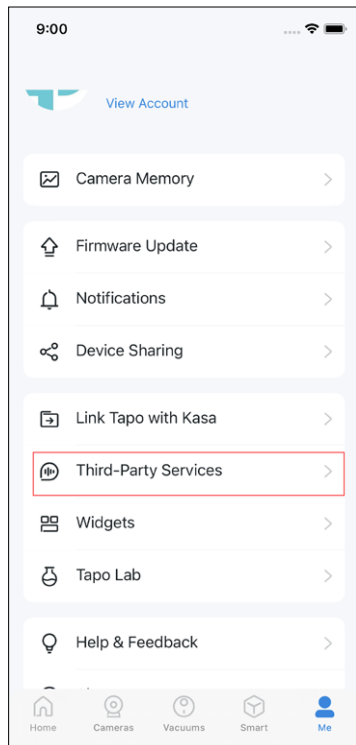 9:00
View Account
Camera Memory
Firmware Update
Notifications
Device Sharing
Link Tapo with Kasa
Third-Party Services
Widgets
Tapo Lab
Help & Feedback
Home Cameras Vacuums Smart Me